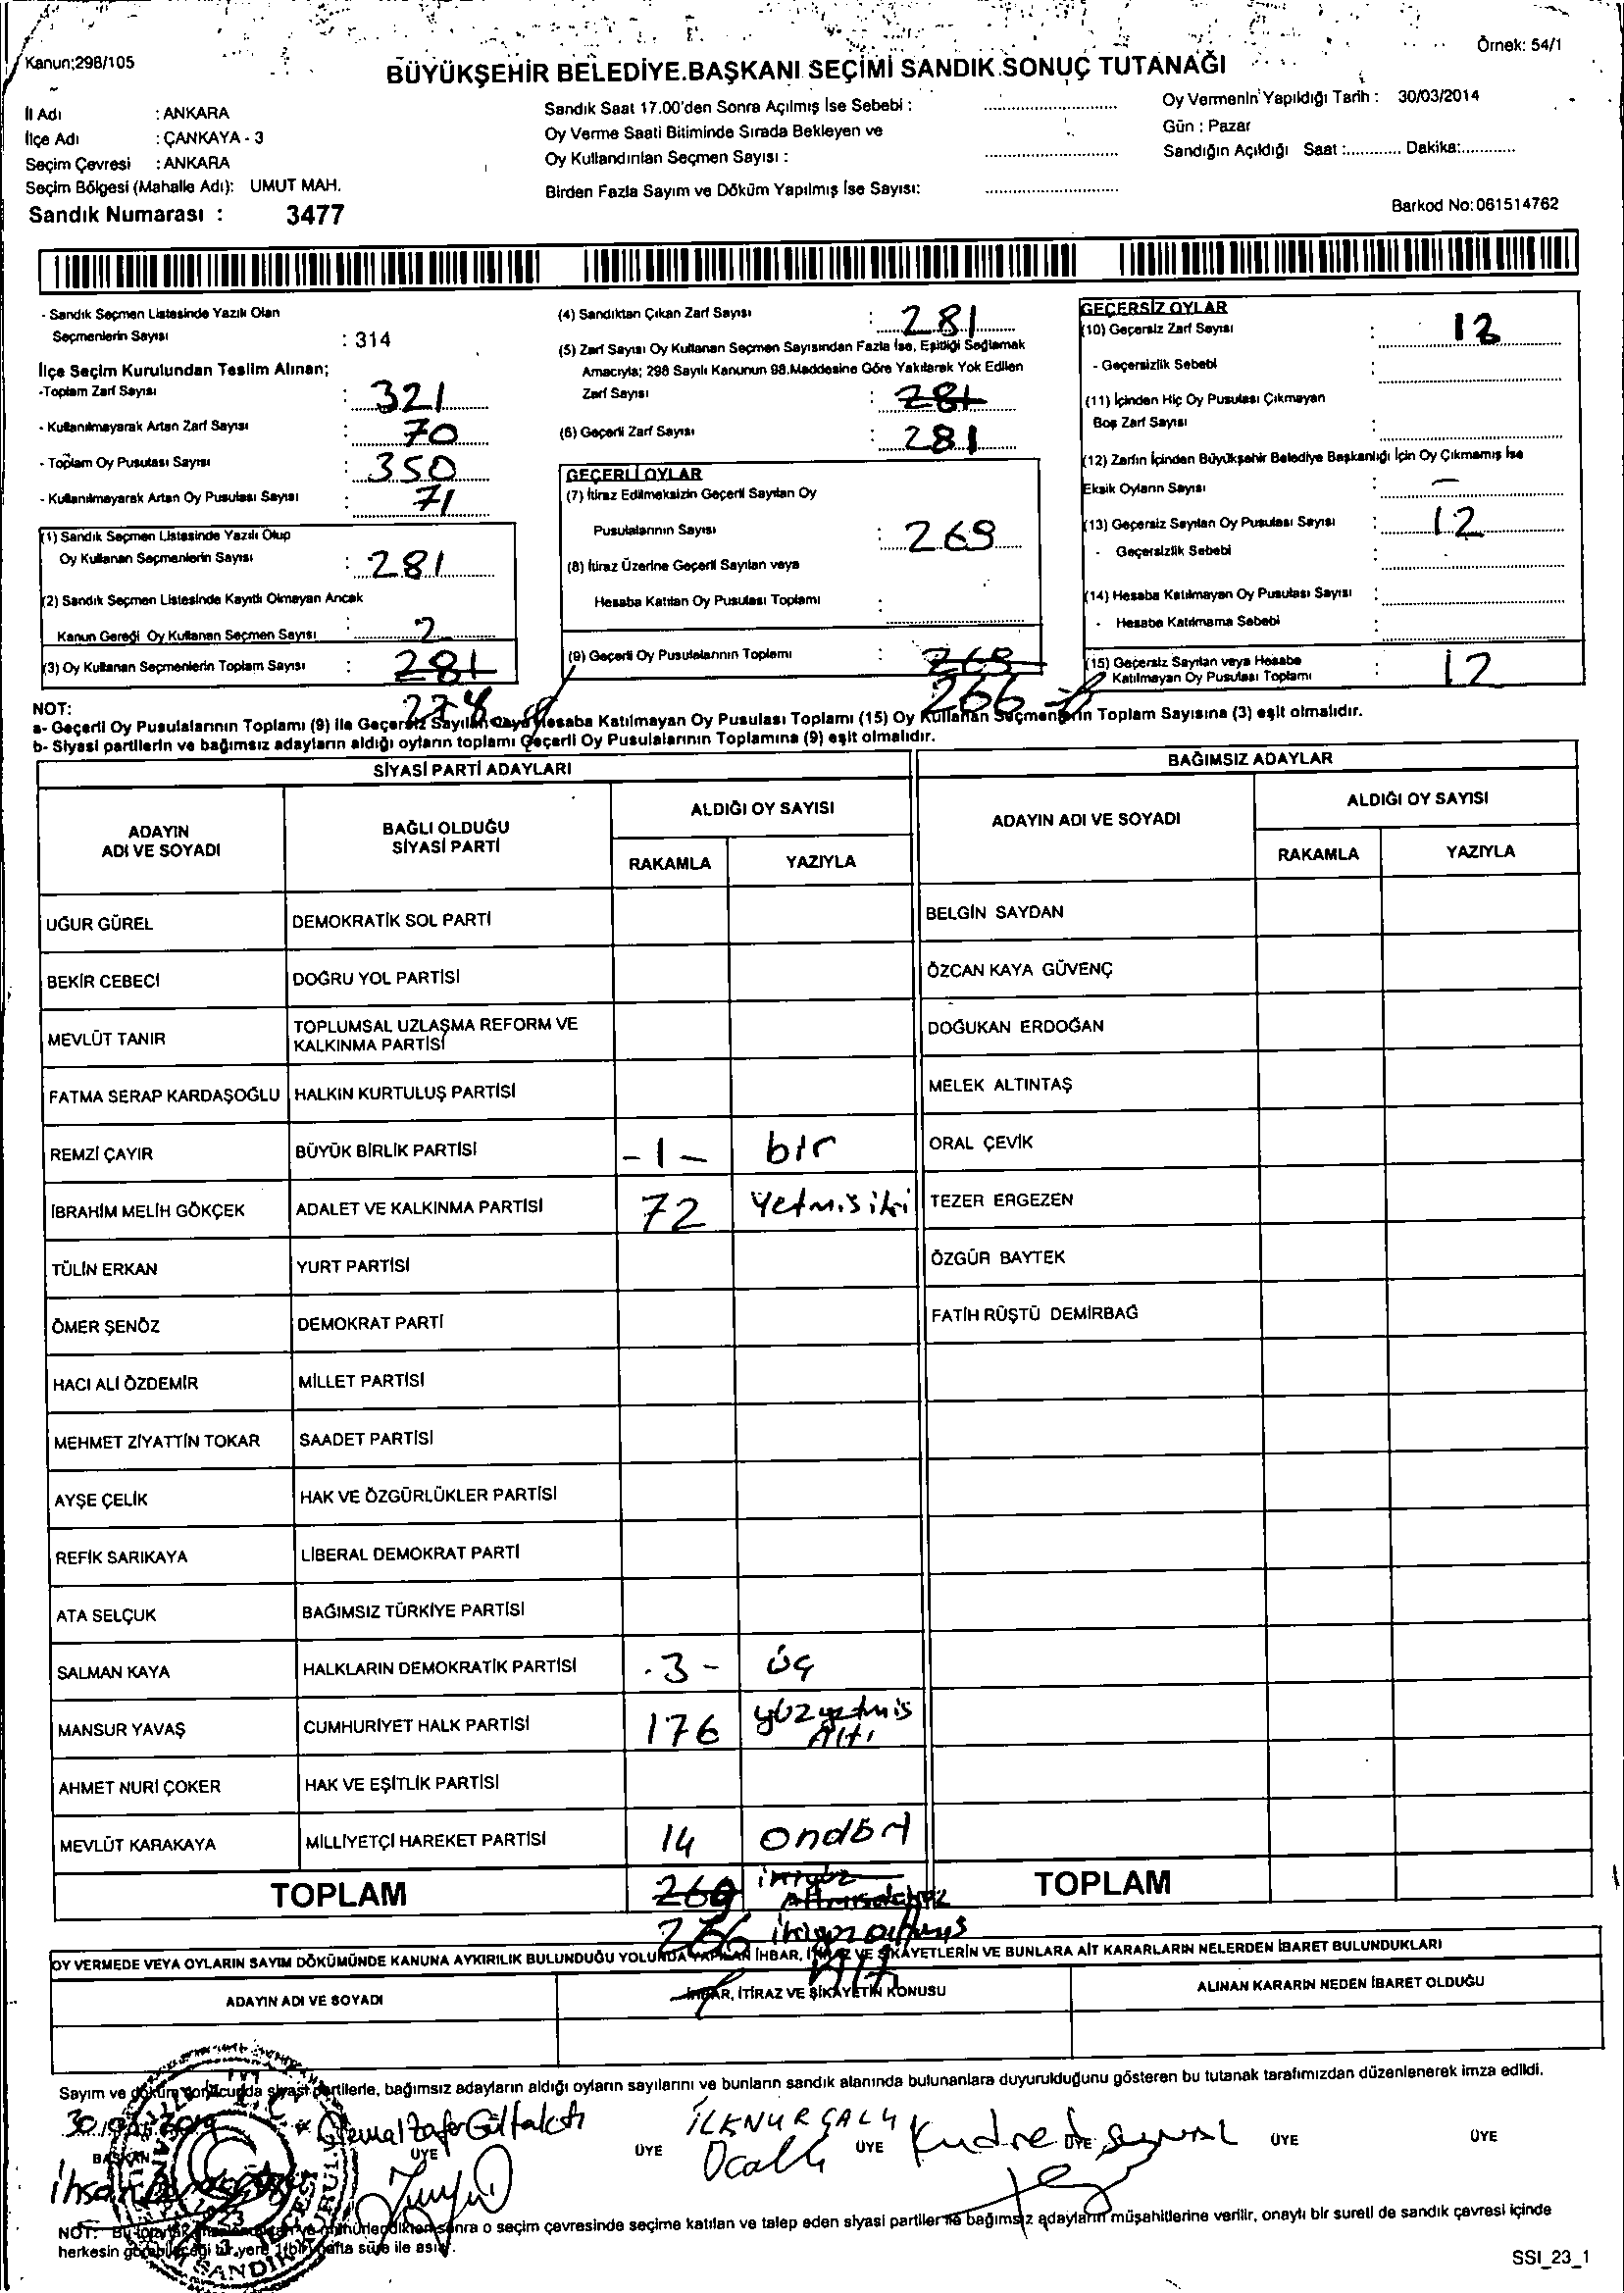 Kanun;298/105
Örnek: 54/1
BÜYÜKŞEHİR BELEDİYE BAŞKANI SEÇİMİ SANDIK SONUÇ TUTANAĞI
İl Adı : ANKARA
İlçe Adı : ÇANKAYA - 3
Seçim Çevresi : ANKARA
Seçim Bölgesi (Mahalle Adı): UMUT MAH.
Sandık Numarası : 3477
Sandık Saat 17.00'den Sonra Açılmış İse Sebebi :
Oy Verme Saati Bitiminde Sırada Bekleyen ve
Oy Kullandırılan Seçmen Sayısı :
Birden Fazla Sayım ve Döküm Yapılmış İse Sayısı:
Oy Vermenin Yapıldığı Tarih : 30/03/2014
Gün : Pazar
Sandığın Açıldığı Saat :............ Dakika:............
Barkod No:061514762
- Sandık Seçmen Listesinde Yazılı Olan
Seçmenlerin Sayısı : 314
İlçe Seçim Kurulundan Teslim Alınan;
-Toplam Zarf Sayısı : 321
- Kullanılmayarak Artan Zarf Sayısı : 70
- Toplam Oy Pusulası Sayısı : 350
- Kullanılmayarak Artan Oy Pusulası Sayısı : 71
(1) Sandık Seçmen Listesinde Yazılı Olup
Oy Kullanan Seçmenlerin Sayısı : 281
(2) Sandık Seçmen Listesinde Kayıtlı Olmayan Ancak
Kanun Gereği Oy Kullanan Seçmen Sayısı : 2
(3) Oy Kullanan Seçmenlerin Toplam Sayısı : 281
278
(4) Sandıktan Çıkan Zarf Sayısı : 281
(5) Zarf Sayısı Oy Kullanan Seçmen Sayısından Fazla İse, Eşitliği Sağlamak
Amacıyla; 298 Sayılı Kanunun 98.Maddesine Göre Yakılarak Yok Edilen
Zarf Sayısı : 281
(6) Geçerli Zarf Sayısı : 281
GEÇERLİ OYLAR
(7) İtiraz Edilmeksizin Geçerli Sayılan Oy
Pusulalarının Sayısı : 269
(8) İtiraz Üzerine Geçerli Sayılan veya
Hesaba Katılan Oy Pusulası Toplamı :
(9) Geçerli Oy Pusulalarının Toplamı : 269
266
GEÇERSİZ OYLAR
(10) Geçersiz Zarf Sayısı : 12
- Geçersizlik Sebebi :
(11) İçinden Hiç Oy Pusulası Çıkmayan
Boş Zarf Sayısı :
(12) Zarfın İçinden Büyükşehir Belediye Başkanlığı İçin Oy Çıkmamış İse
Eksik Oyların Sayısı : —
(13) Geçersiz Sayılan Oy Pusulası Sayısı : 12
- Geçersizlik Sebebi :
(14) Hesaba Katılmayan Oy Pusulası Sayısı :
- Hesaba Katılmama Sebebi :
(15) Geçersiz Sayılan veya Hesaba
Katılmayan Oy Pusulası Toplamı : 12
NOT:
a- Geçerli Oy Pusulalarının Toplamı (9) ile Geçersiz Sayılan veya Hesaba Katılmayan Oy Pusulası Toplamı (15) Oy Kullanan Seçmenlerin Toplam Sayısına (3) eşit olmalıdır.
b- Siyasi partilerin ve bağımsız adayların aldığı oyların toplamı Geçerli Oy Pusulalarının Toplamına (9) eşit olmalıdır.
SİYASİ PARTİ ADAYLARI
BAĞIMSIZ ADAYLAR
ADAYIN
ADI VE SOYADI
BAĞLI OLDUĞU
SİYASİ PARTİ
ALDIĞI OY SAYISI
RAKAMLA YAZIYLA
ADAYIN ADI VE SOYADI
ALDIĞI OY SAYISI
RAKAMLA YAZIYLA
UĞUR GÜREL DEMOKRATİK SOL PARTİ BELGİN SAYDAN
BEKİR CEBECİ DOĞRU YOL PARTİSİ ÖZCAN KAYA GÜVENÇ
MEVLÜT TANIR TOPLUMSAL UZLAŞMA REFORM VE
KALKINMA PARTİSİ DOĞUKAN ERDOĞAN
FATMA SERAP KARDAŞOĞLU HALKIN KURTULUŞ PARTİSİ MELEK ALTINTAŞ
REMZİ ÇAYIR BÜYÜK BİRLİK PARTİSİ -1- bir ORAL ÇEVİK
İBRAHİM MELİH GÖKÇEK ADALET VE KALKINMA PARTİSİ 72 Yetmişiki TEZER ERGEZEN
TÜLİN ERKAN YURT PARTİSİ ÖZGÜR BAYTEK
ÖMER ŞENÖZ DEMOKRAT PARTİ FATİH RÜŞTÜ DEMİRBAĞ
HACI ALİ ÖZDEMİR MİLLET PARTİSİ
MEHMET ZİYATTİN TOKAR SAADET PARTİSİ
AYŞE ÇELİK HAK VE ÖZGÜRLÜKLER PARTİSİ
REFİK SARIKAYA LİBERAL DEMOKRAT PARTİ
ATA SELÇUK BAĞIMSIZ TÜRKİYE PARTİSİ
SALMAN KAYA HALKLARIN DEMOKRATİK PARTİSİ -3- üç
MANSUR YAVAŞ CUMHURİYET HALK PARTİSİ 176 yüzyetmiş
Altı
AHMET NURİ ÇOKER HAK VE EŞİTLİK PARTİSİ
MEVLÜT KARAKAYA MİLLİYETÇİ HAREKET PARTİSİ 14 Ondört
TOPLAM 269 ikiyüz TOPLAM
266 ikiyüzaltmış
Altı
OY VERMEDE VEYA OYLARIN SAYIM DÖKÜMÜNDE KANUNA AYKIRILIK BULUNDUĞU YOLUNDA YAPILAN İHBAR, İTİRAZ VE ŞİKAYETLERİN VE BUNLARA AİT KARARLARIN NELERDEN İBARET BULUNDUKLARI
ADAYIN ADI VE SOYADI İHBAR, İTİRAZ VE ŞİKAYETİN KONUSU ALINAN KARARIN NEDEN İBARET OLDUĞU
Sayım ve döküm sonucunda siyasi partilerle, bağımsız adayların aldığı oyların sayılarını ve bunların sandık alanında bulunanlara duyurulduğunu gösteren bu tutanak tarafımızdan düzenlenerek imza edildi.
İLKNUR
BAŞKAN ÜYE ÜYE ÜYE ÜYE ÜYE ÜYE
Ocallı Kudret
İhsan
NOT: Bu tutanak mühürlendikten sonra o seçim çevresinde seçime katılan ve talep eden siyasi partiler ile bağımsız adayların müşahitlerine verilir, onaylı bir sureti de sandık çevresi içinde
herkesin görebileceği bir yere 1(bir) hafta süre ile asılır.
SSI_23_1